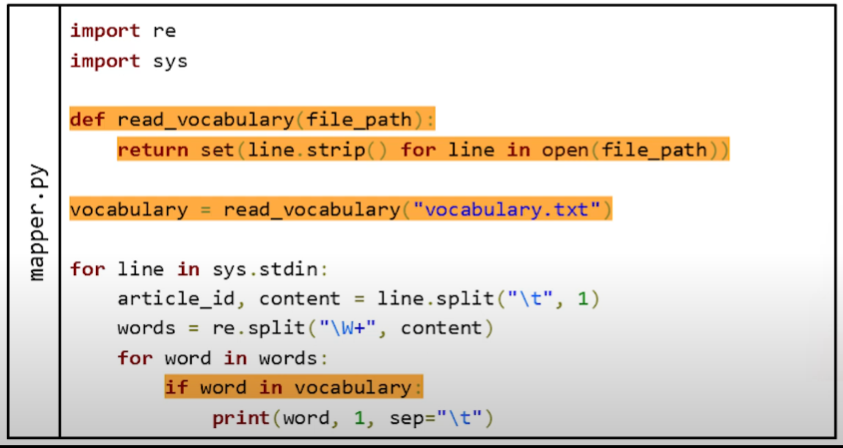 mapper.py
import re
import sys
def read_vocabulary(file_path):
return set(line.strip() for line in open(file_path))
vocabulary = read_vocabulary("vocabulary.txt")
for line in sys.stdin:
article_id, content = line.split("\t", 1)
words = re.split("\W+", content)
for word in words:
if word in vocabulary:
print(word, 1, sep="\t")